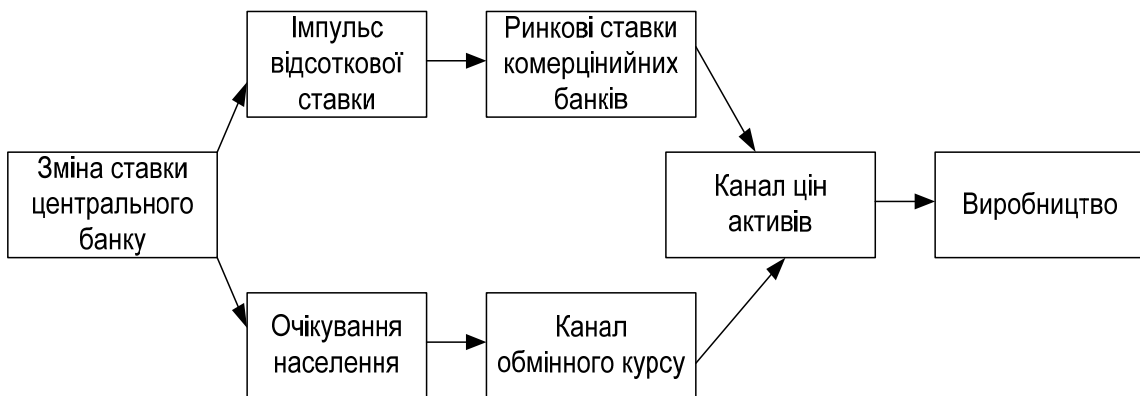 Імпульс
відсоткової
ставки
Ринкові ставки
комерцінийних
банків
Зміна ставки
центрального
банку
Канал цін
активів
Виробництво
Очікування
населення
Канал
обмінного курсу